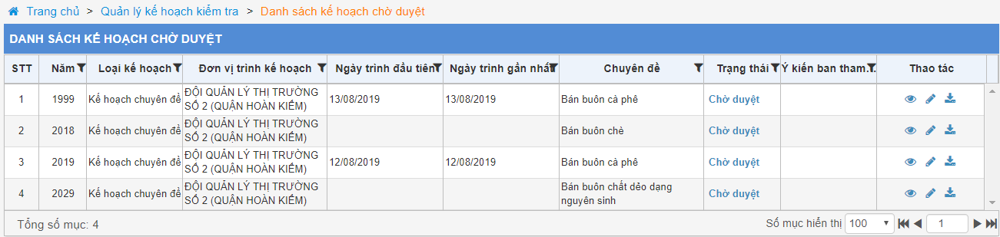 Trang chủ > Quản lý kế hoạch kiểm tra > Danh sách kế hoạch chờ duyệt
DANH SÁCH KẾ HOẠCH CHỜ DUYỆT
STT Năm Loại kế hoạch Đơn vị trình kế hoạch Ngày trình đầu tiên Ngày trình gần nhất Chuyên đề Trạng thái Ý kiến ban tham... Thao tác
1 1999 Kế hoạch chuyên đề ĐỘI QUẢN LÝ THỊ TRƯỜNG SỐ 2 (QUẬN HOÀN KIẾM) 13/08/2019 13/08/2019 Bán buôn cà phê Chờ duyệt
2 2018 Kế hoạch chuyên đề ĐỘI QUẢN LÝ THỊ TRƯỜNG SỐ 2 (QUẬN HOÀN KIẾM) Bán buôn chè Chờ duyệt
3 2019 Kế hoạch chuyên đề ĐỘI QUẢN LÝ THỊ TRƯỜNG SỐ 2 (QUẬN HOÀN KIẾM) 12/08/2019 12/08/2019 Bán buôn cà phê Chờ duyệt
4 2029 Kế hoạch chuyên đề ĐỘI QUẢN LÝ THỊ TRƯỜNG SỐ 2 (QUẬN HOÀN KIẾM) Bán buôn chất dẻo dạng nguyên sinh Chờ duyệt
Tổng số mục: 4 Số mục hiển thị 100 1